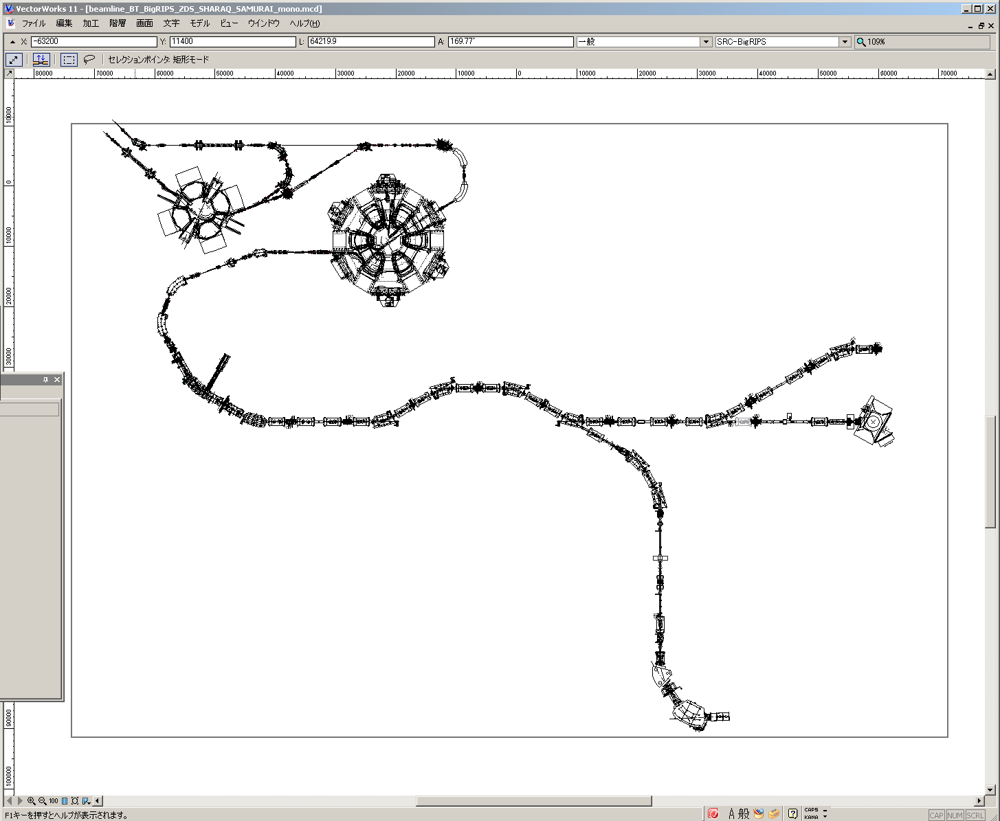 VectorWorks 11 - [beamline_BT_BigRIPS_ZDS_SHARAQ_SAMURAI_mono.mcd]
ファイル 編集 加工 階層 画面 文字 モデル ビュー ウインドウ ヘルプ(H)
X: -63200 Y: 11400 L: 64219.9 A: 169.77° 一般 SRC-BigRIPS 109%
セレクションポインタ: 矩形モード
80000 70000 60000 50000 40000 30000 20000 10000 0 10000 20000 30000 40000 50000 60000 70000
10000
0
10000
20000
30000
90000
100000
100
F1キーを押すとヘルプが表示されます。
A 般 CAPS KANA
CAP NUM SCRL